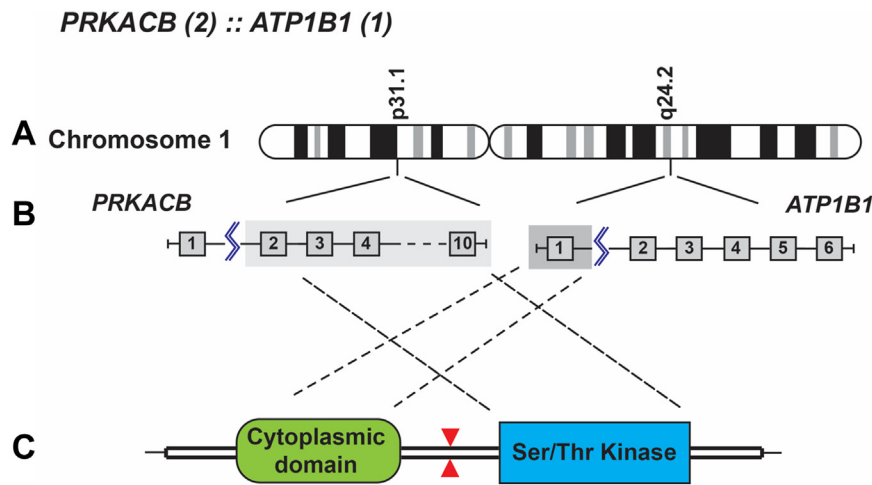 PRKACB (2) :: ATP1B1 (1)
p31.1
q24.2
A
Chromosome 1
B
PRKACB
ATP1B1
1 2 3 4 10 1 2 3 4 5 6
C
Cytoplasmic
domain
Ser/Thr Kinase